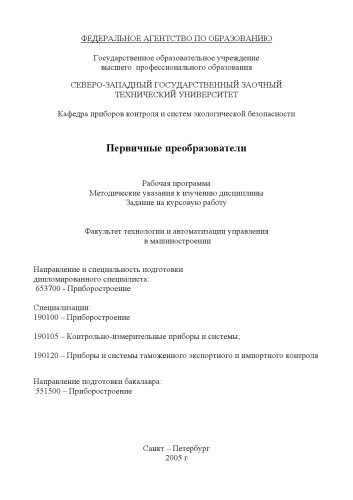 ФЕДЕРАЛЬНОЕ АГЕНТСТВО ПО ОБРАЗОВАНИЮ
Государственное образовательное учреждение
высшего профессионального образования
СЕВЕРО-ЗАПАДНЫЙ ГОСУДАРСТВЕННЫЙ ЗАОЧНЫЙ
ТЕХНИЧЕСКИЙ УНИВЕРСИТЕТ
Кафедра приборов контроля и систем экологической безопасности
Первичные преобразователи
Рабочая программа
Методические указания к изучению дисциплины
Задание на курсовую работу
Факультет технологии и автоматизации управления
в машиностроении
Направление и специальность подготовки
дипломированного специалиста:
653700 - Приборостроение
Специализации:
190100 – Приборостроение
190105 – Контрольно-измерительные приборы и системы;
190120 – Приборы и системы таможенного экспортного и импортного контроля
Направление подготовки бакалавра:
551500 – Приборостроение
Санкт – Петербург
2005 г